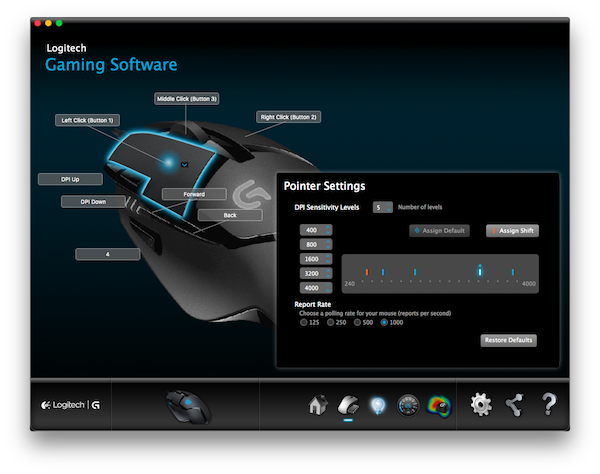 Logitech
Gaming Software
Middle Click (Button 3)
Left Click (Button 1)
Right Click (Button 2)
DPI Up
DPI Down
Forward
Back
4
Pointer Settings
DPI Sensitivity Levels
5
Number of levels
400
800
1600
3200
4000
Assign Default
Assign Shift
240
4000
Report Rate
Choose a polling rate for your mouse (reports per second)
125
250
500
1000
Restore Defaults
Logitech | G
?